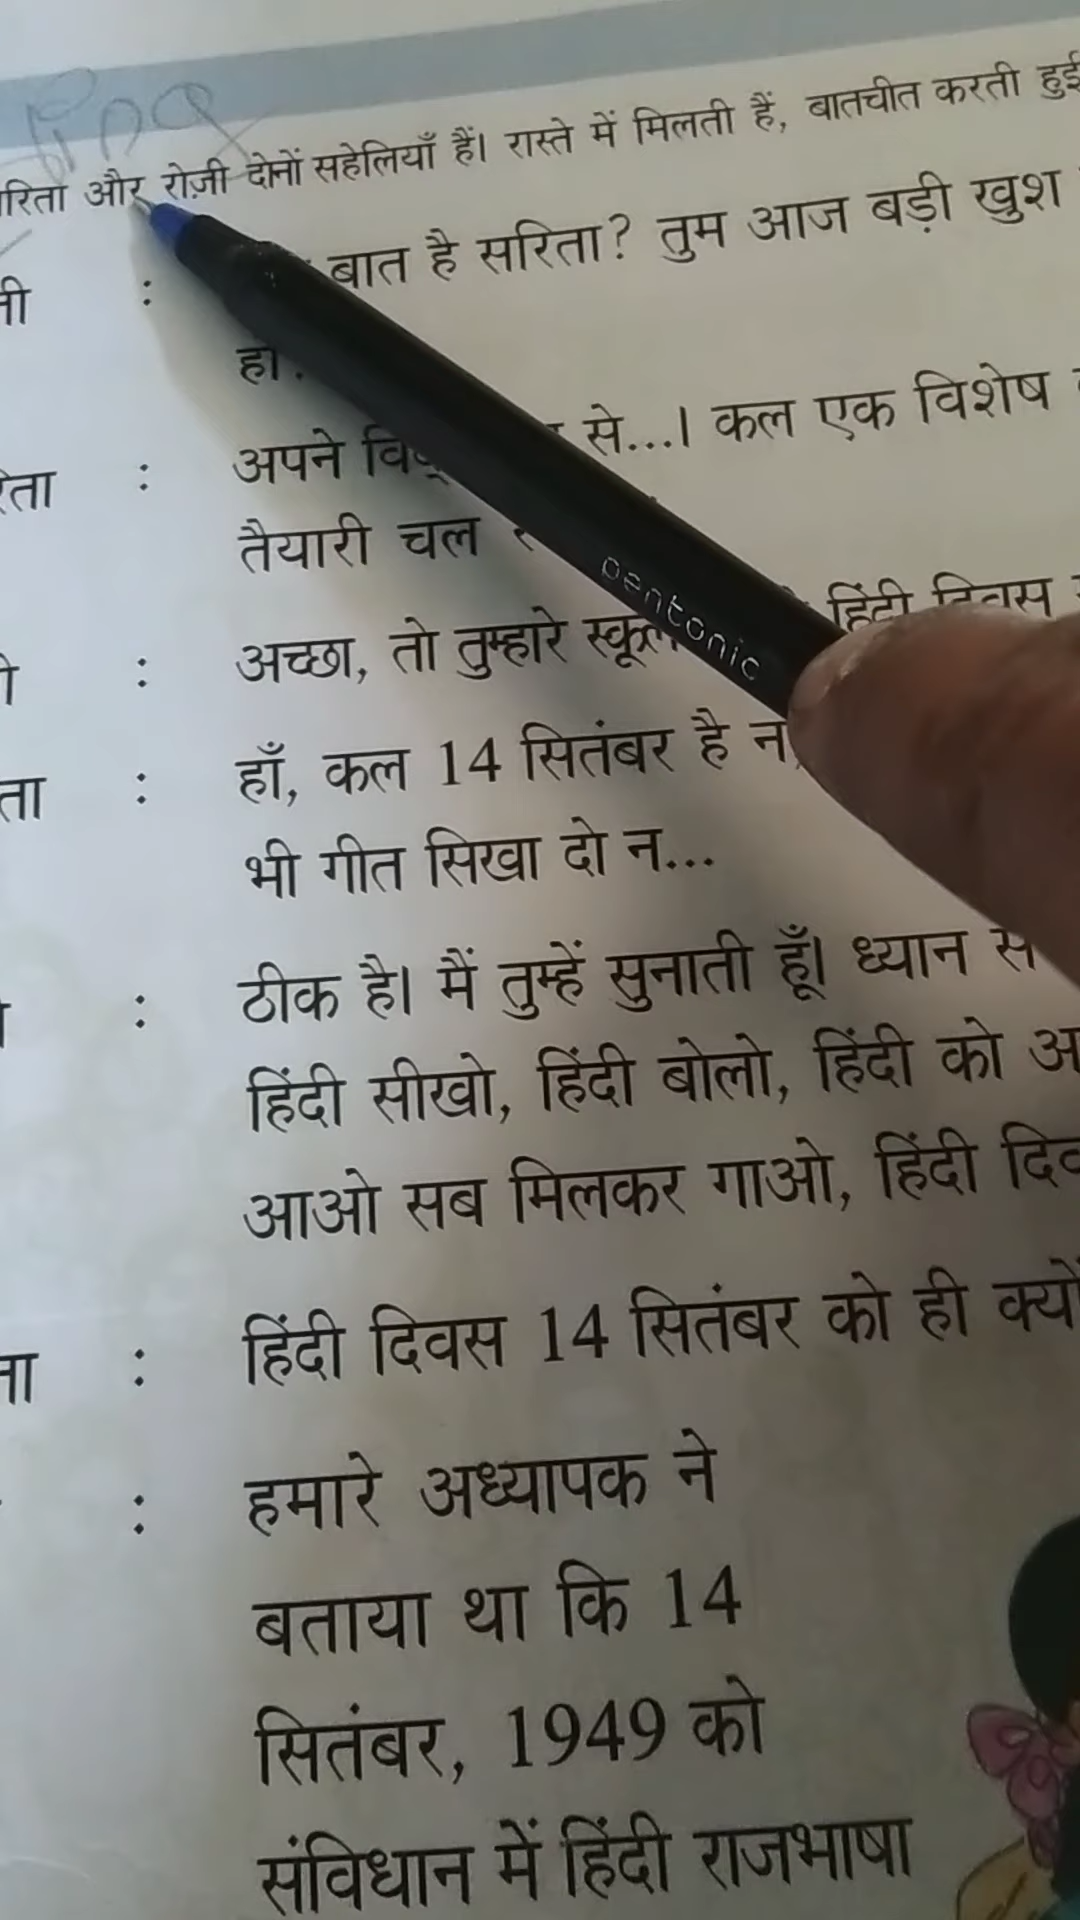 और रोज़ी दोनों सहेलियाँ हैं। रास्ते में मिलती हैं, बातचीत करती हुई
: बात है सरिता? तुम आज बड़ी खुश
: अपने से...। कल एक विशेष
तैयारी चल
pentonic
: अच्छा, तो तुम्हारे हिंदी दिवस
: हाँ, कल 14 सितंबर है न
भी गीत सिखा दो न...
: ठीक है। मैं तुम्हें सुनाती हूँ। ध्यान से
हिंदी सीखो, हिंदी बोलो, हिंदी को
आओ सब मिलकर गाओ, हिंदी
: हिंदी दिवस 14 सितंबर को ही क्यों
: हमारे अध्यापक ने
बताया था कि 14
सितंबर, 1949 को
संविधान में हिंदी राजभाषा